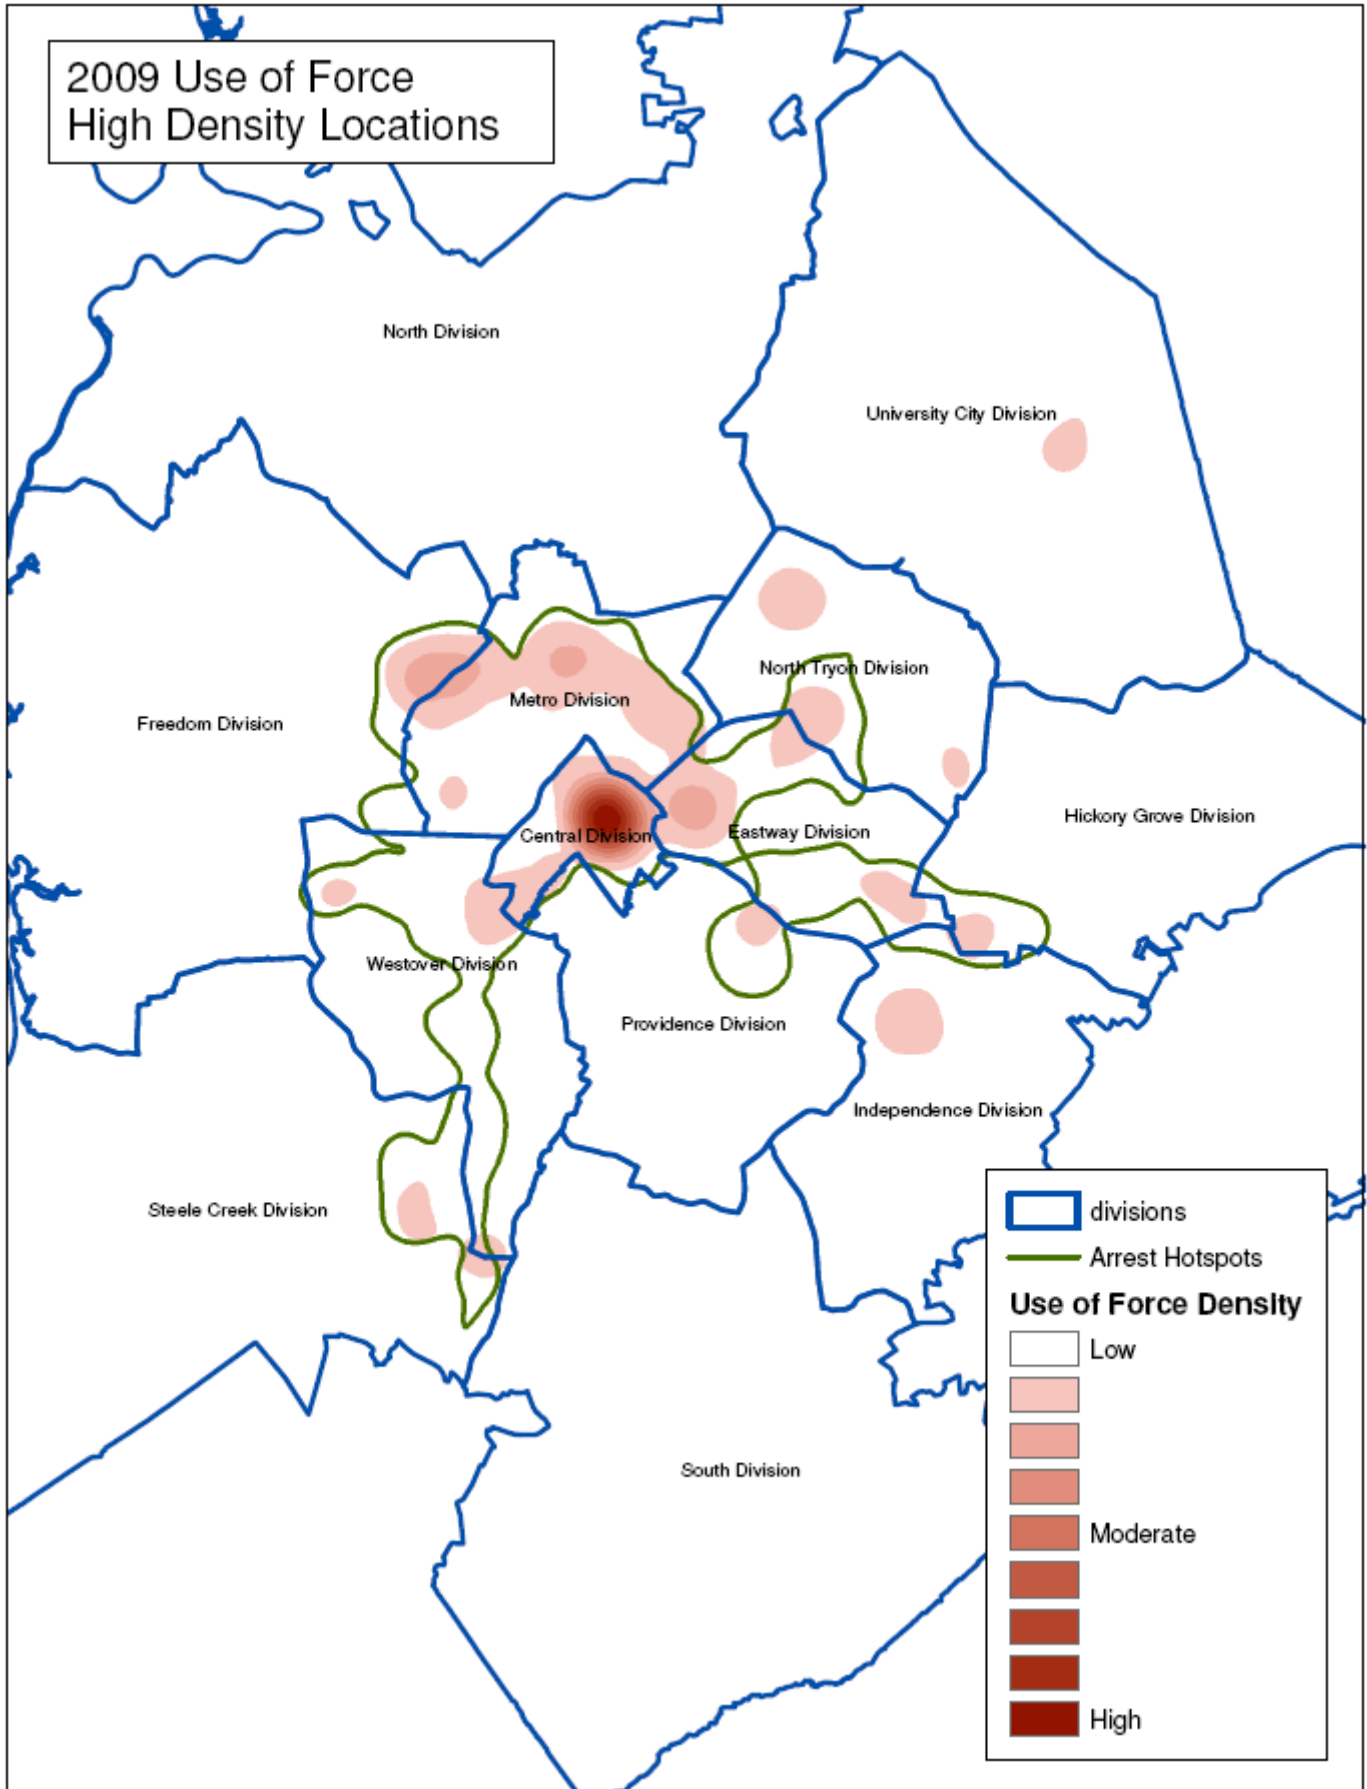 2009 Use of Force
High Density Locations
North Division
University City Division
North Tryon Division
Metro Division
Freedom Division
Hickory Grove Division
Central Division
Eastway Division
Westover Division
Providence Division
Independence Division
Steele Creek Division
South Division
divisions
Arrest Hotspots
Use of Force Density
Low
Moderate
High